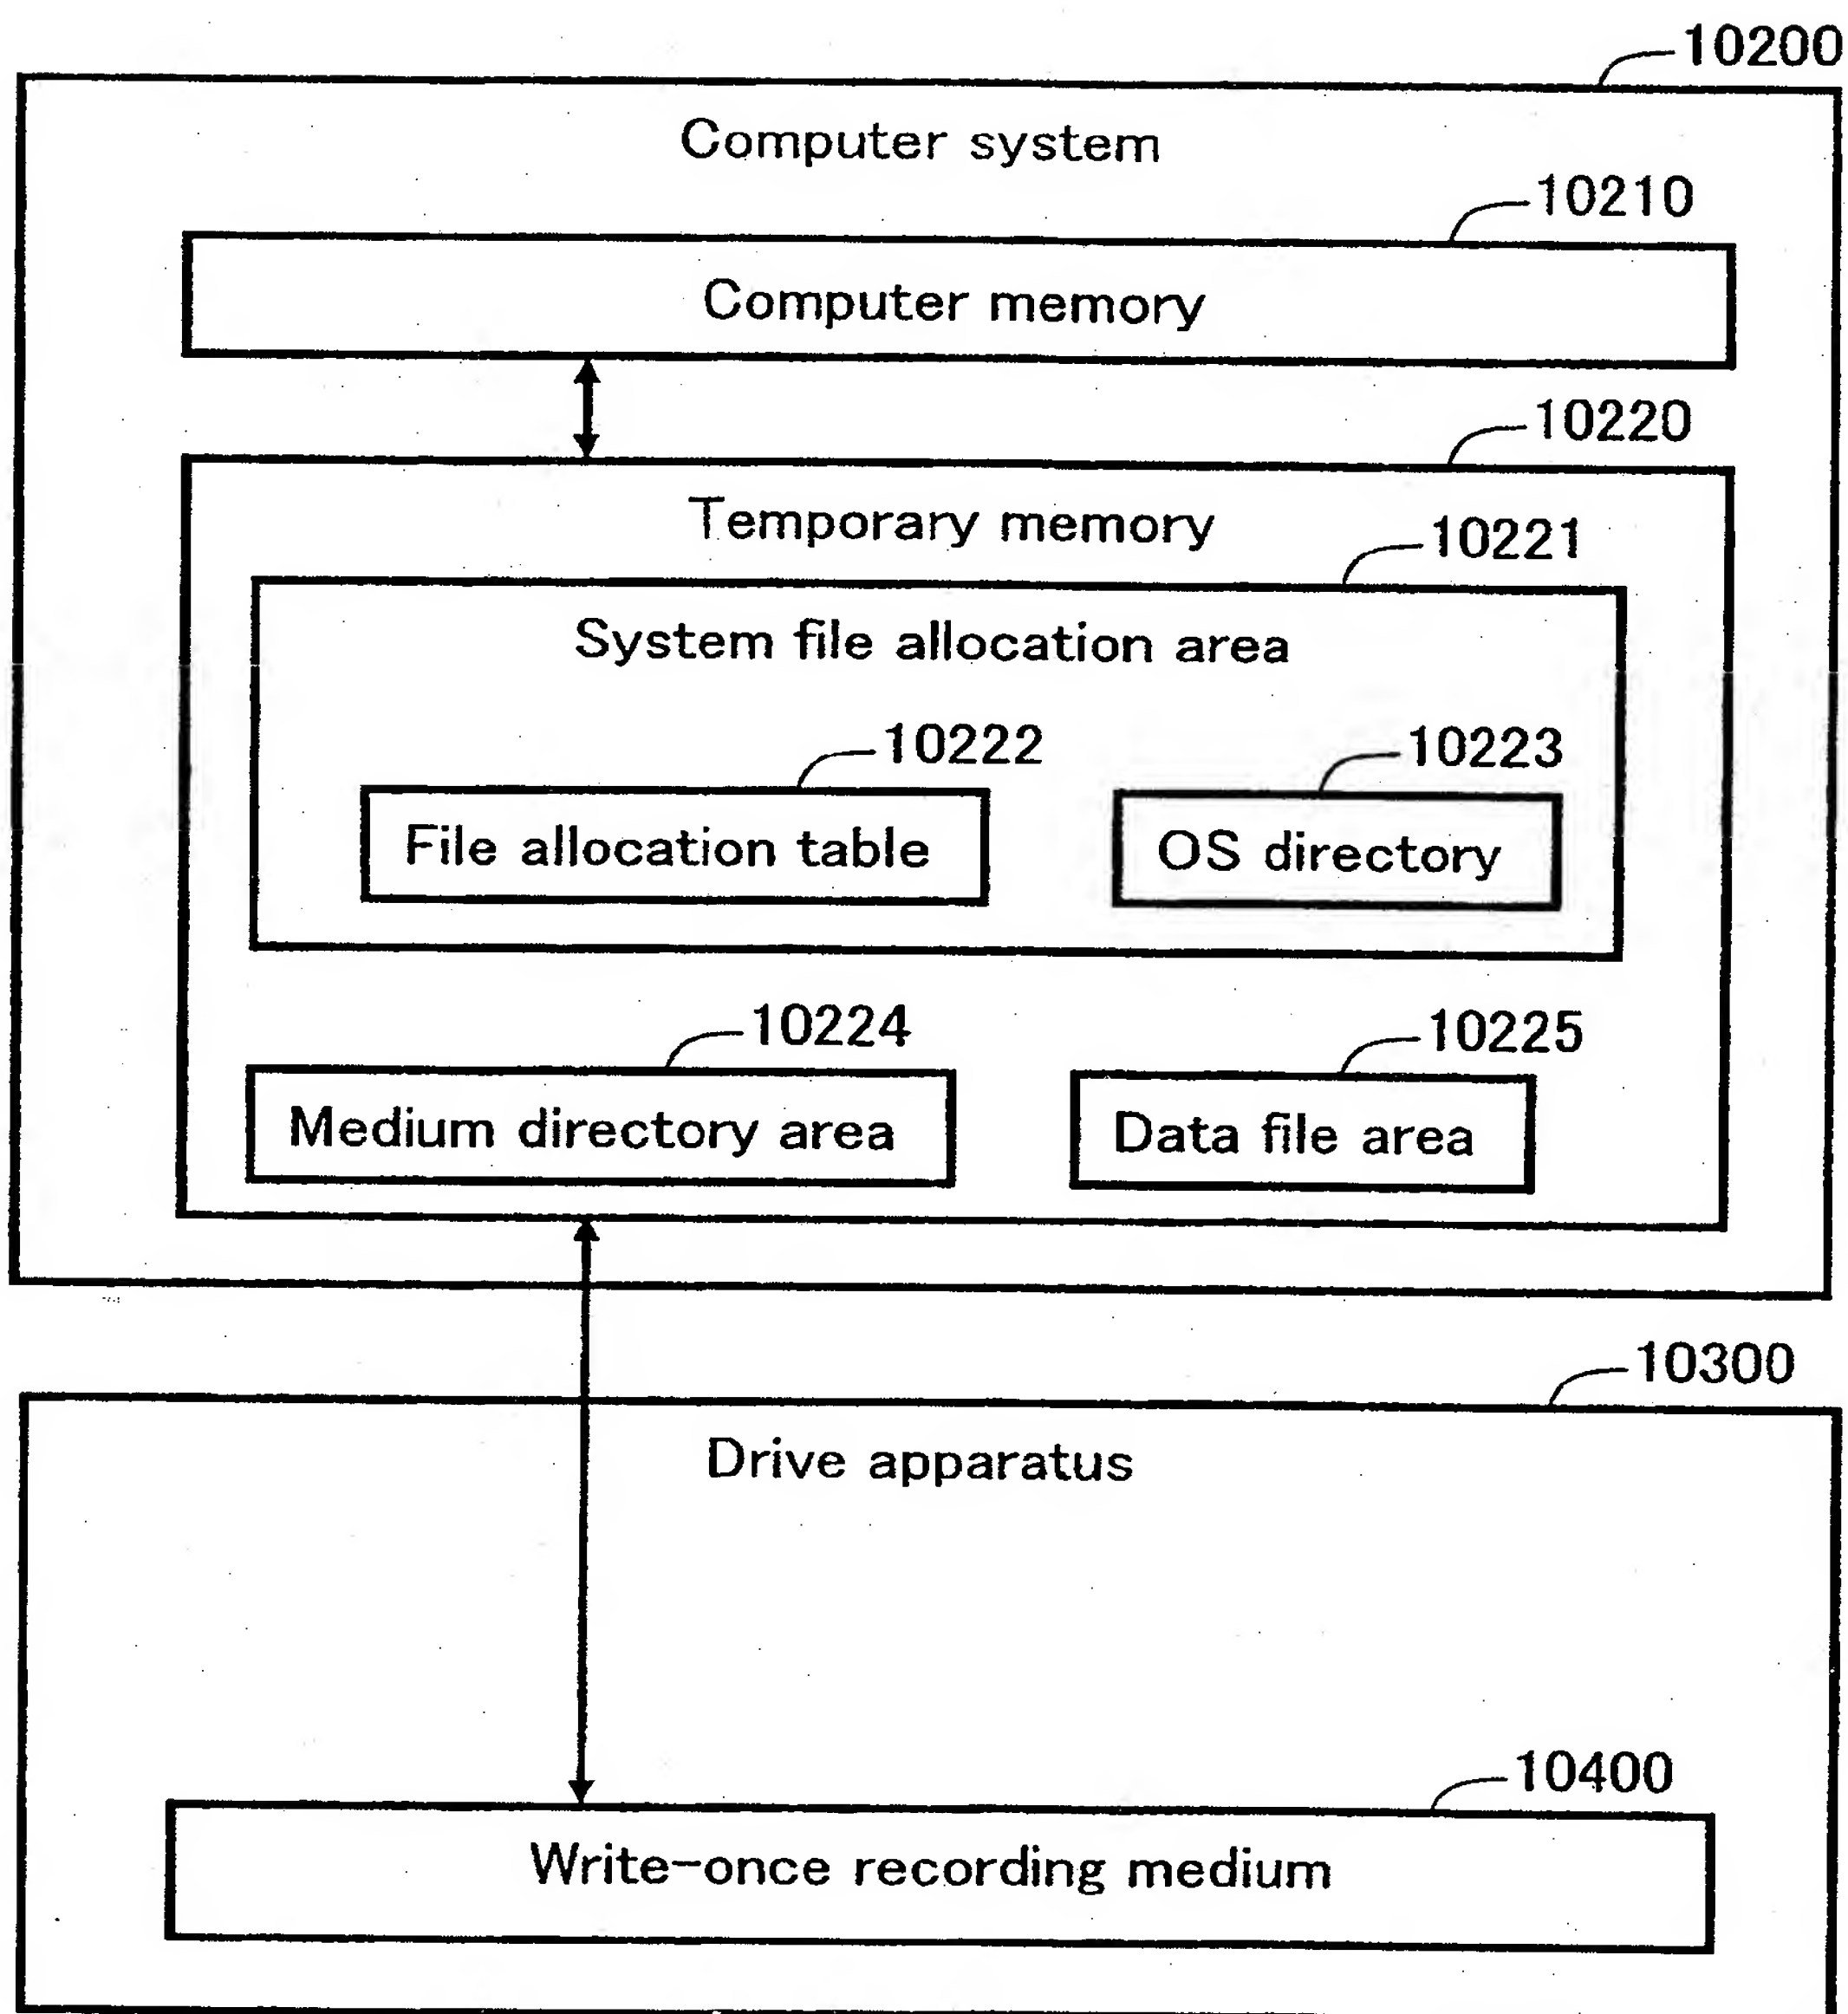 10200
Computer system
10210
Computer memory
10220
Temporary memory
10221
System file allocation area
10222
10223
File allocation table
OS directory
10224
10225
Medium directory area
Data file area
10300
Drive apparatus
10400
Write-once recording medium